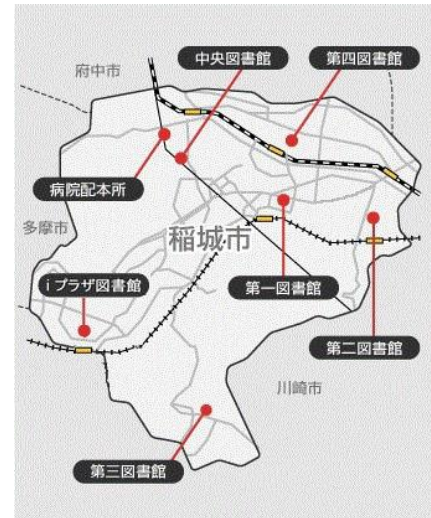 中央図書館
第四図書館
府中市
病院配本所
多摩市
稲城市
iプラザ図書館
第一図書館
第二図書館
川崎市
第三図書館